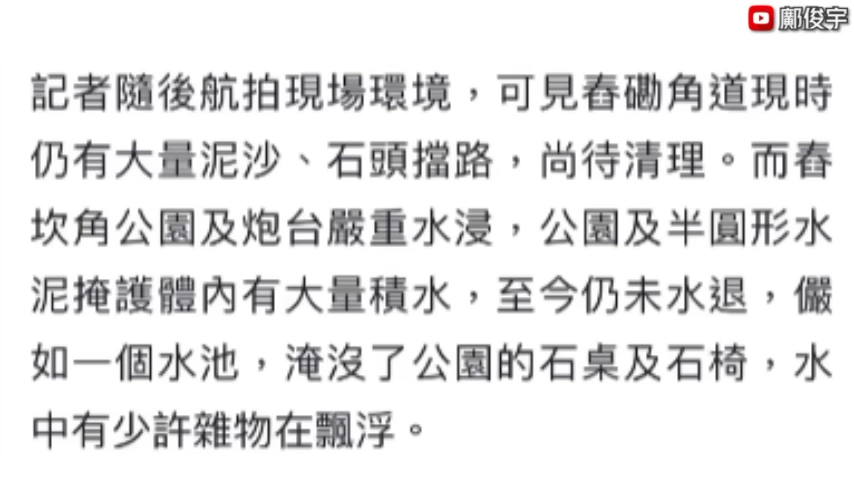 鄺俊宇
記者隨後航拍現場環境，可見舂磡角道現時
仍有大量泥沙、石頭擋路，尚待清理。而舂
坎角公園及炮台嚴重水浸，公園及半圓形水
泥掩護體內有大量積水，至今仍未水退，儼
如一個水池，淹沒了公園的石桌及石椅，水
中有少許雜物在飄浮。